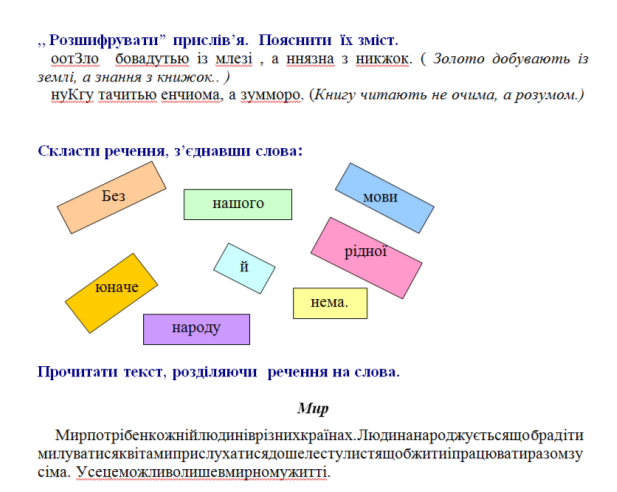 ,, Розшифрувати” прислів’я. Пояснити їх зміст.
оотЗло бовадутью із млезі , а ннязна з никжок. ( Золото добувають із
землі, а знання з книжок.. )
нуКгу тачитью енчиома, а зумморо. (Книгу читають не очима, а розумом.)
Скласти речення, з’єднавши слова:
Без
нашого
мови
рідної
й
юначе
нема.
народу
Прочитати текст, розділяючи речення на слова.
Мир
Мирпотрібенкожнійлюдиніврізнихкраїнах.Людинанароджуєтьсящобрадіти
милуватисяквітамиприслухатисядошелестулистящобжитиіпрацюватиразомзу
сіма. Усецеможливолишевмирномужитті.